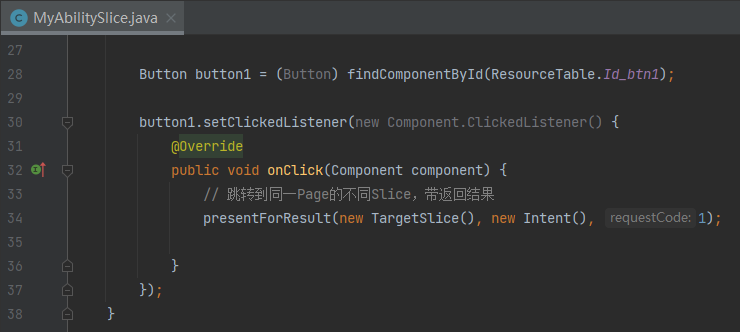 MyAbilitySlice.java
27
28 Button button1 = (Button) findComponentById(ResourceTable.Id_btn1);
29
30 button1.setClickedListener(new Component.ClickedListener() {
31 @Override
32 public void onClick(Component component) {
33 // 跳转到同一Page的不同Slice，带返回结果
34 presentForResult(new TargetSlice(), new Intent(), requestCode: 1);
35
36 }
37 });
38 }